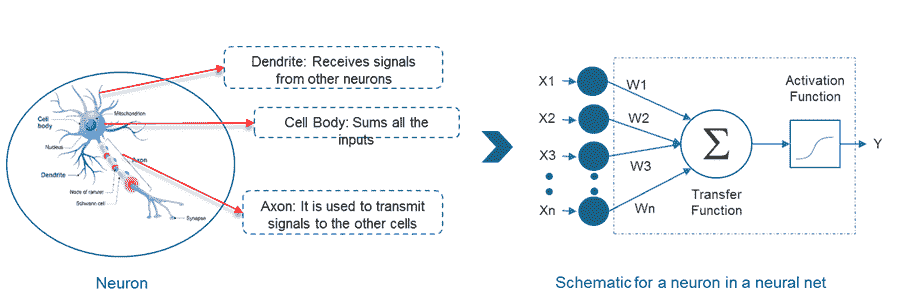 Dendrite: Receives signals
from other neurons
Cell Body: Sums all the
inputs
Axon: It is used to transmit
signals to the other cells
Mitochondrion
Cell
body
Nucleus
Axon
Dendrite
Node of ranvier
Schwann cell
Synapse
Neuron
X1
X2
X3
Xn
W1
W2
W3
Wn
Σ
Transfer
Function
Activation
Function
Y
Schematic for a neuron in a neural net